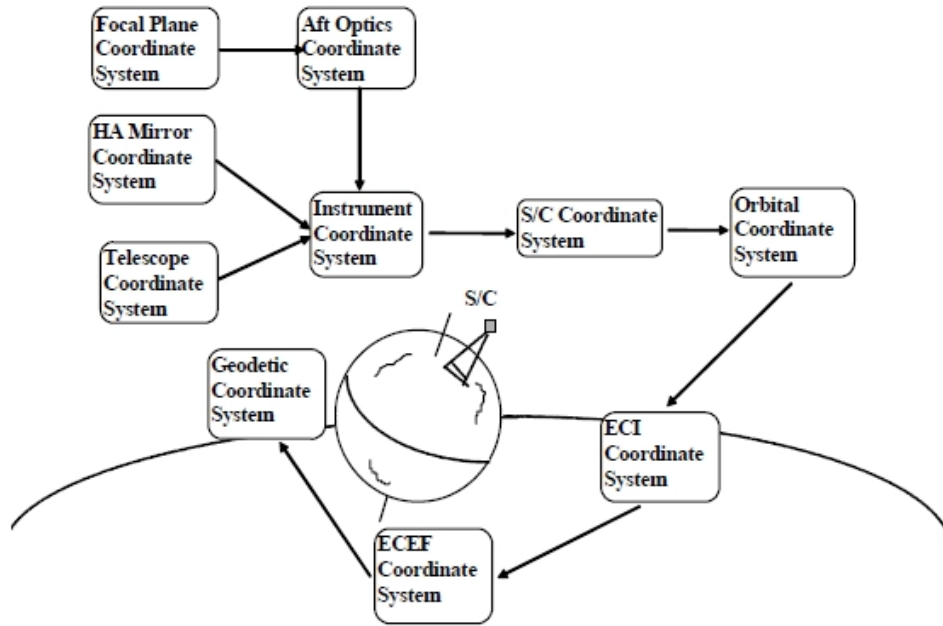 Focal Plane
Coordinate
System
Aft Optics
Coordinate
System
HA Mirror
Coordinate
System
Telescope
Coordinate
System
Instrument
Coordinate
System
S/C Coordinate
System
Orbital
Coordinate
System
S/C
Geodetic
Coordinate
System
ECI
Coordinate
System
ECEF
Coordinate
System